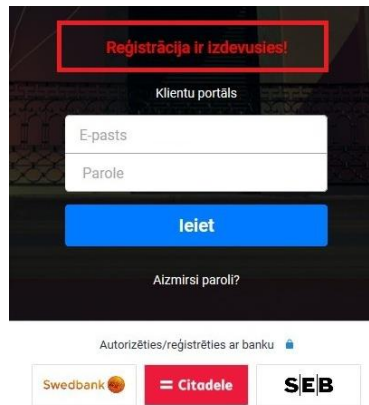 Reģistrācija ir izdevusies!
Klientu portāls
E-pasts
Parole
Ieiet
Aizmirsi paroli?
Autorizēties/reģistrēties ar banku
Swedbank
Citadele
SEB